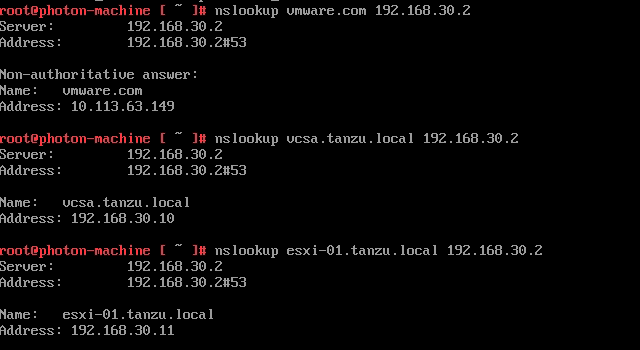 root@photon-machine [ ~ ]# nslookup vmware.com 192.168.30.2
Server: 192.168.30.2
Address: 192.168.30.2#53
Non-authoritative answer:
Name: vmware.com
Address: 10.113.63.149
root@photon-machine [ ~ ]# nslookup vcsa.tanzu.local 192.168.30.2
Server: 192.168.30.2
Address: 192.168.30.2#53
Name: vcsa.tanzu.local
Address: 192.168.30.10
root@photon-machine [ ~ ]# nslookup esxi-01.tanzu.local 192.168.30.2
Server: 192.168.30.2
Address: 192.168.30.2#53
Name: esxi-01.tanzu.local
Address: 192.168.30.11